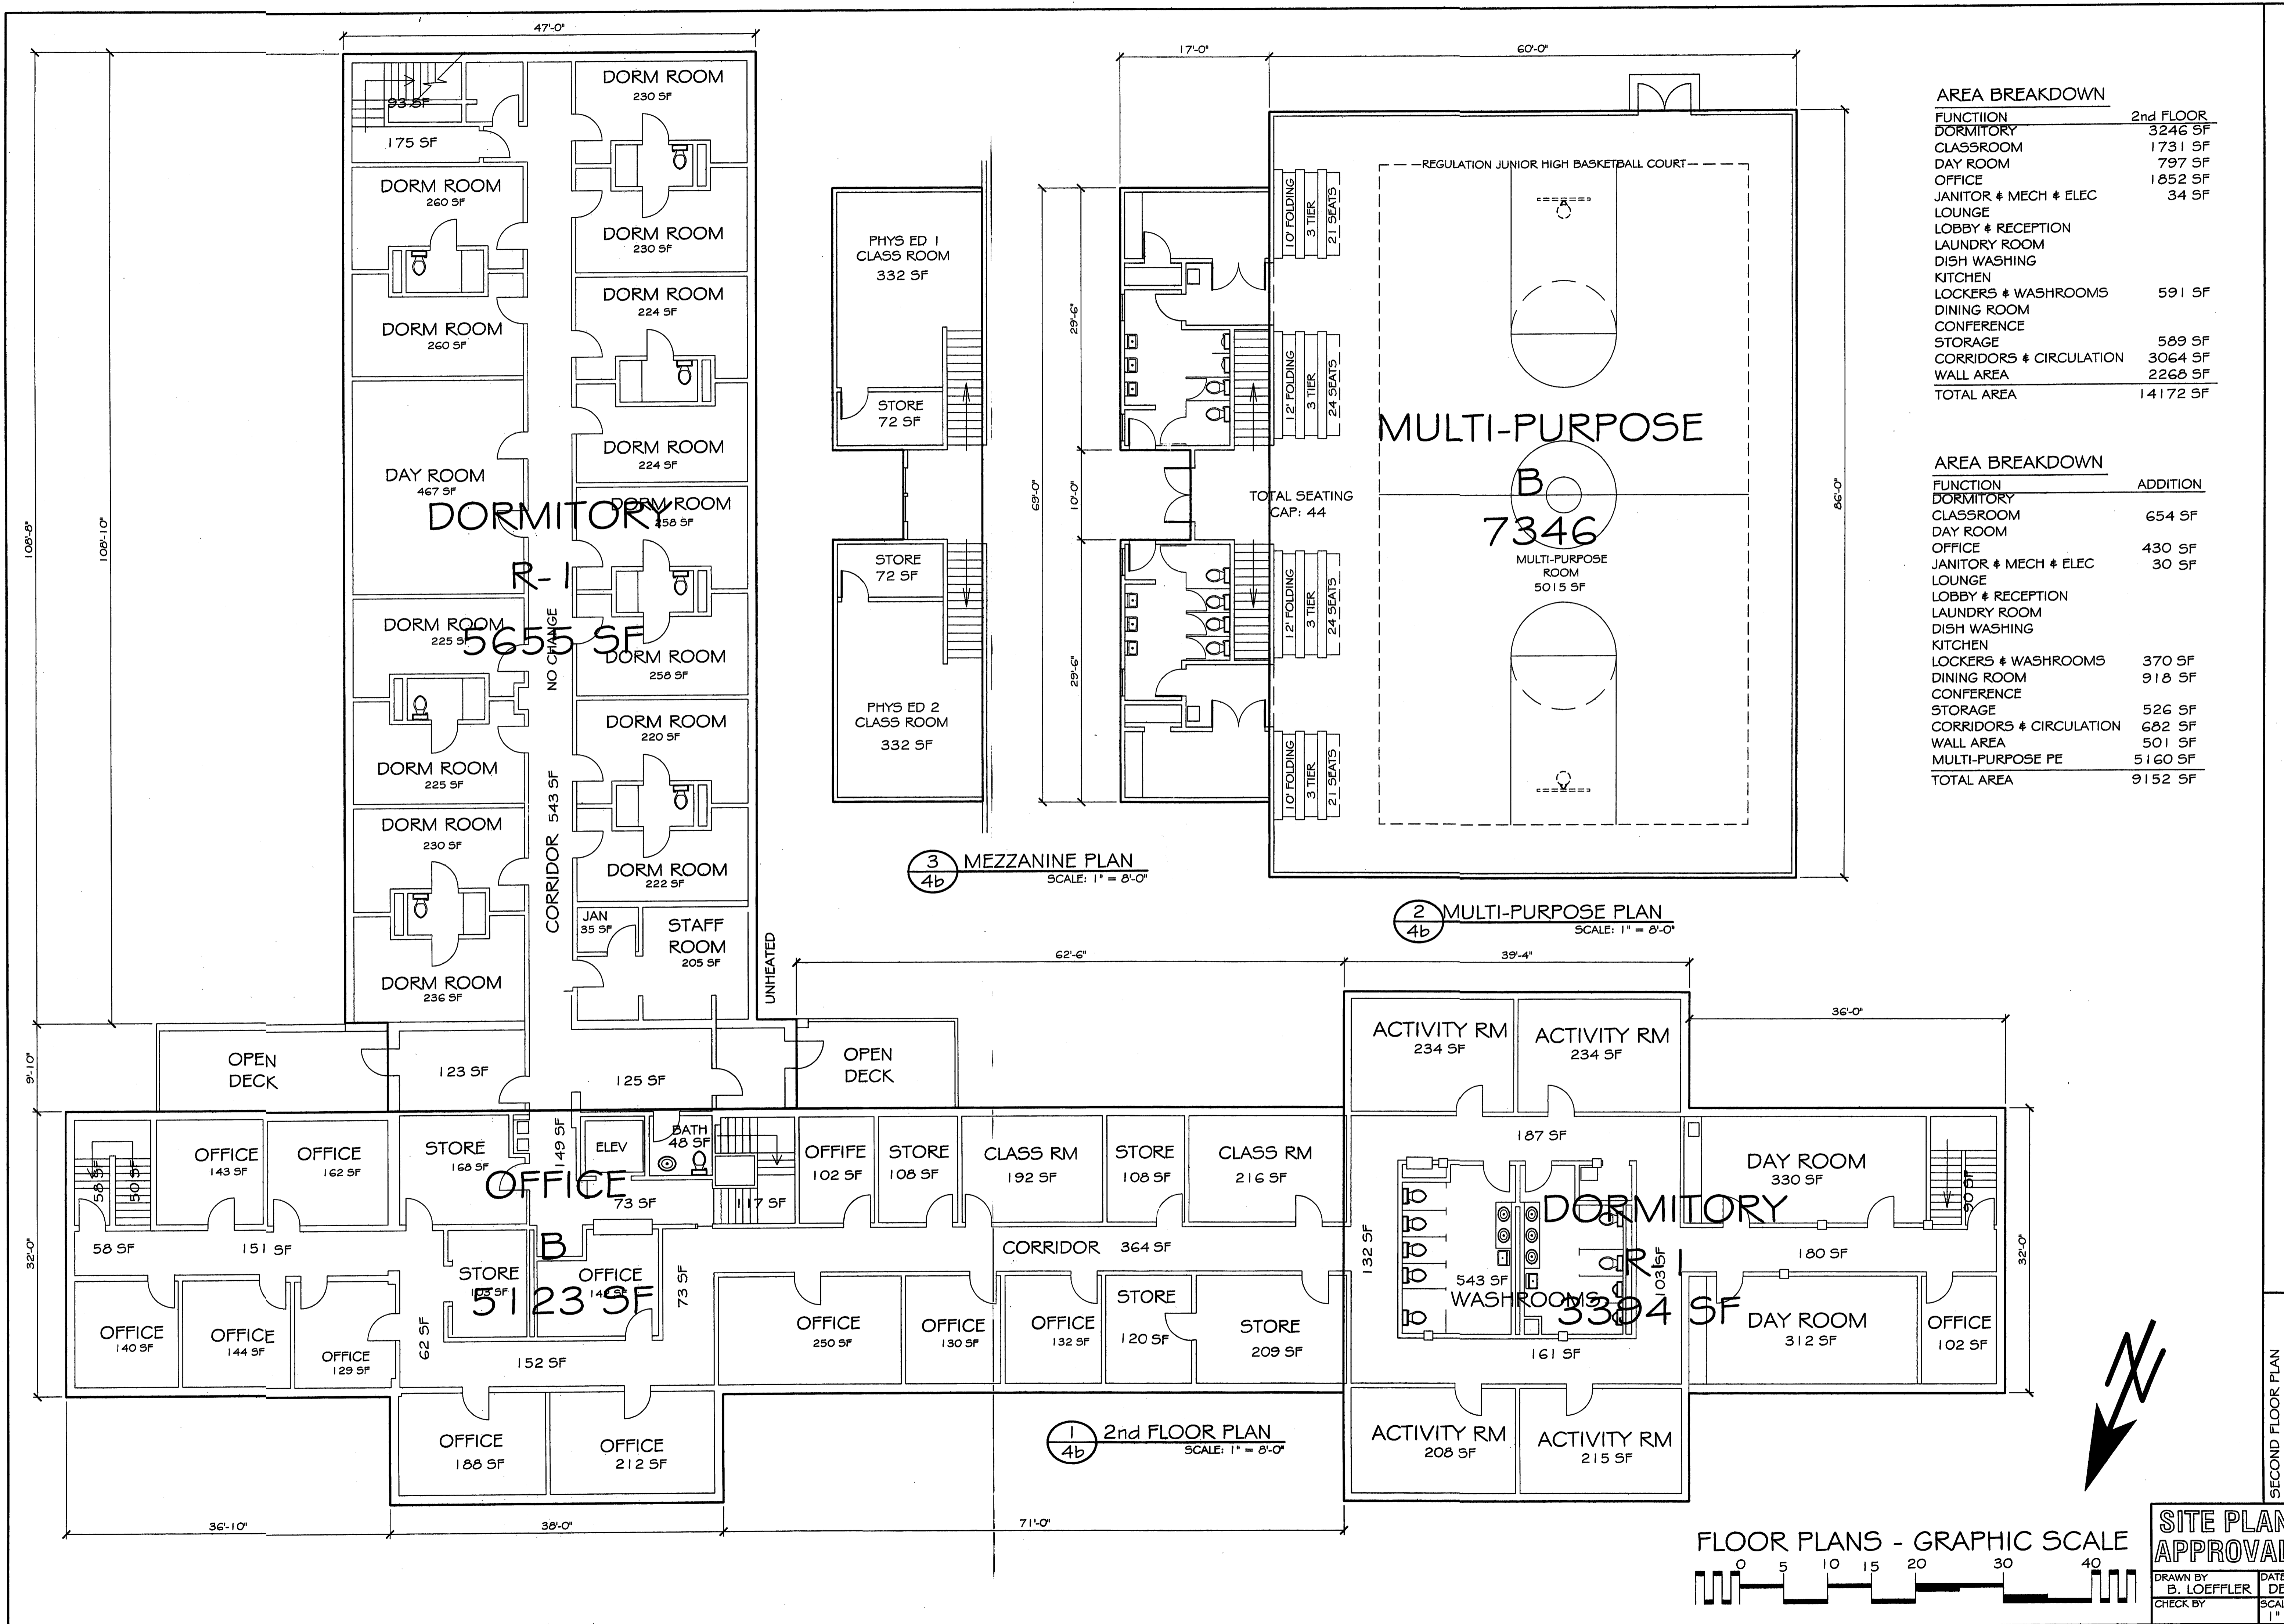 47'-0"
108'-8"
108'-10"
9'-10"
32'-0"
93 SF
175 SF
DORM ROOM
230 SF
DORM ROOM
260 SF
DORM ROOM
230 SF
DORM ROOM
224 SF
DORM ROOM
260 SF
DORM ROOM
224 SF
DAY ROOM
467 SF
DORM ROOM
258 SF
DORMITORY
R-1
5655 SF
NO CHANGE
DORM ROOM
225 SF
DORM ROOM
258 SF
DORM ROOM
220 SF
DORM ROOM
225 SF
CORRIDOR 543 SF
DORM ROOM
230 SF
DORM ROOM
222 SF
JAN
35 SF
STAFF
ROOM
205 SF
DORM ROOM
236 SF
UNHEATED
OPEN
DECK
123 SF
125 SF
OPEN
DECK
PHYS ED 1
CLASS ROOM
332 SF
STORE
72 SF
STORE
72 SF
PHYS ED 2
CLASS ROOM
332 SF
3
4b
MEZZANINE PLAN
SCALE: 1" = 8'-0"
17'-0"
60'-0"
69'-0"
29'-6"
10'-0"
29'-6"
86'-0"
REGULATION JUNIOR HIGH BASKETBALL COURT
10' FOLDING
3 TIER
21 SEATS
12' FOLDING
3 TIER
24 SEATS
TOTAL SEATING
CAP: 44
12' FOLDING
3 TIER
24 SEATS
10' FOLDING
3 TIER
21 SEATS
MULTI-PURPOSE
B
7346
MULTI-PURPOSE
ROOM
5015 SF
2
4b
MULTI-PURPOSE PLAN
SCALE: 1" = 8'-0"
AREA BREAKDOWN
FUNCTIION 2nd FLOOR
DORMITORY 3246 SF
CLASSROOM 1731 SF
DAY ROOM 797 SF
OFFICE 1852 SF
JANITOR & MECH & ELEC 34 SF
LOUNGE
LOBBY & RECEPTION
LAUNDRY ROOM
DISH WASHING
KITCHEN
LOCKERS & WASHROOMS 591 SF
DINING ROOM
CONFERENCE
STORAGE 589 SF
CORRIDORS & CIRCULATION 3064 SF
WALL AREA 2268 SF
TOTAL AREA 14172 SF
AREA BREAKDOWN
FUNCTION ADDITION
DORMITORY
CLASSROOM 654 SF
DAY ROOM
OFFICE 430 SF
JANITOR & MECH & ELEC 30 SF
LOUNGE
LOBBY & RECEPTION
LAUNDRY ROOM
DISH WASHING
KITCHEN
LOCKERS & WASHROOMS 370 SF
DINING ROOM 918 SF
CONFERENCE
STORAGE 526 SF
CORRIDORS & CIRCULATION 682 SF
WALL AREA 501 SF
MULTI-PURPOSE PE 5160 SF
TOTAL AREA 9152 SF
62'-6"
39'-4"
36'-0"
32'-0"
58 SF
50 SF
OFFICE
143 SF
OFFICE
162 SF
STORE
168 SF
149 SF
ELEV
BATH
48 SF
73 SF
117 SF
OFFIFE
102 SF
STORE
108 SF
CLASS RM
192 SF
STORE
108 SF
CLASS RM
216 SF
OFFICE
B
5123 SF
58 SF
151 SF
STORE
103 SF
OFFICE
142 SF
73 SF
CORRIDOR 364 SF
OFFICE
140 SF
OFFICE
144 SF
OFFICE
129 SF
62 SF
152 SF
OFFICE
250 SF
OFFICE
130 SF
OFFICE
132 SF
STORE
120 SF
STORE
209 SF
OFFICE
188 SF
OFFICE
212 SF
ACTIVITY RM
234 SF
ACTIVITY RM
234 SF
187 SF
132 SF
543 SF
WASHROOMS
103 SF
161 SF
DORMITORY
R-1
3394 SF
DAY ROOM
330 SF
90 SF
180 SF
DAY ROOM
312 SF
OFFICE
102 SF
ACTIVITY RM
208 SF
ACTIVITY RM
215 SF
1
4b
2nd FLOOR PLAN
SCALE: 1" = 8'-0"
36'-10"
38'-0"
71'-0"
N
FLOOR PLANS - GRAPHIC SCALE
0 5 10 15 20 30 40
SECOND FLOOR PLAN
SITE PLAN
APPROVAL
DRAWN BY
B. LOEFFLER
DATE
DE
CHECK BY
SCAL
1"